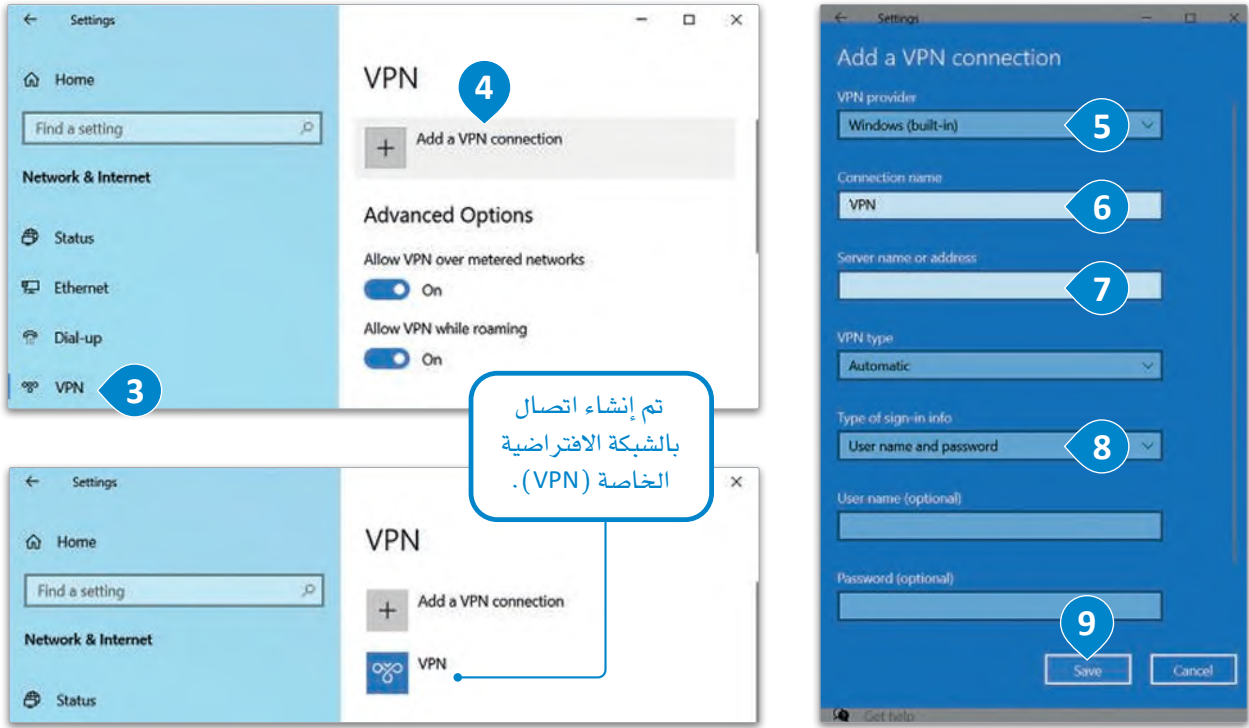 Settings
Home
Find a setting
Network & Internet
Status
Ethernet
Dial-up
VPN
3
VPN
4
Add a VPN connection
Advanced Options
Allow VPN over metered networks
On
Allow VPN while roaming
On
تم إنشاء اتصال
بالشبكة الافتراضية
الخاصة (VPN).
Settings
Home
Find a setting
Network & Internet
Status
VPN
Add a VPN connection
VPN
Settings
Add a VPN connection
VPN provider
Windows (built-in)
5
Connection name
VPN
6
Server name or address
7
VPN type
Automatic
Type of sign-in info
User name and password
8
User name (optional)
Password (optional)
9
Save
Cancel
Get help